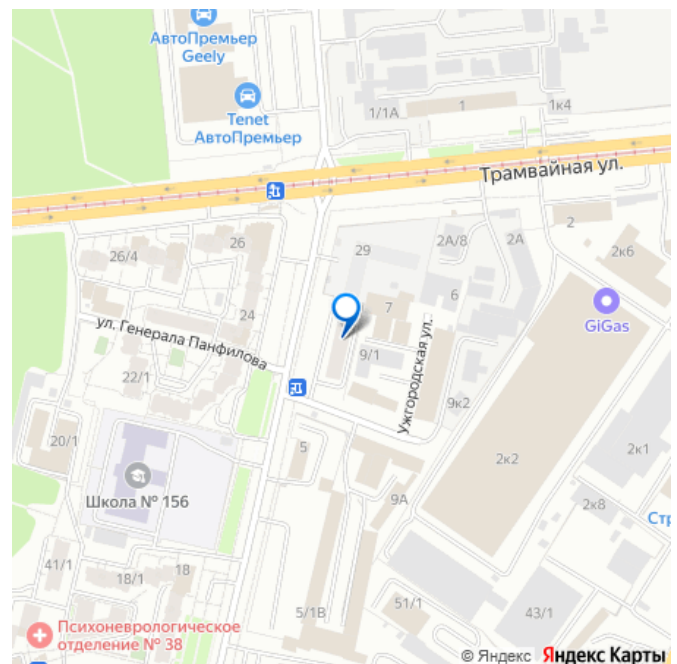 АвтоПремьер
Geely
Tenet
АвтоПремьер
1/1А
1
1к4
Трамвайная ул.
26/4
26
29
2А/8
2А
2
2к6
24
7
6
GiGas
ул. Генерала Панфилова
22/1
9/1
Ужгородская ул.
9к2
20/1
5
2к2
2к1
Школа № 156
9А
2к8
Стр
41/1
18/1
18
5/1В
51/1
43/1
Психоневрологическое
отделение № 38
© Яндекс Яндекс Карты